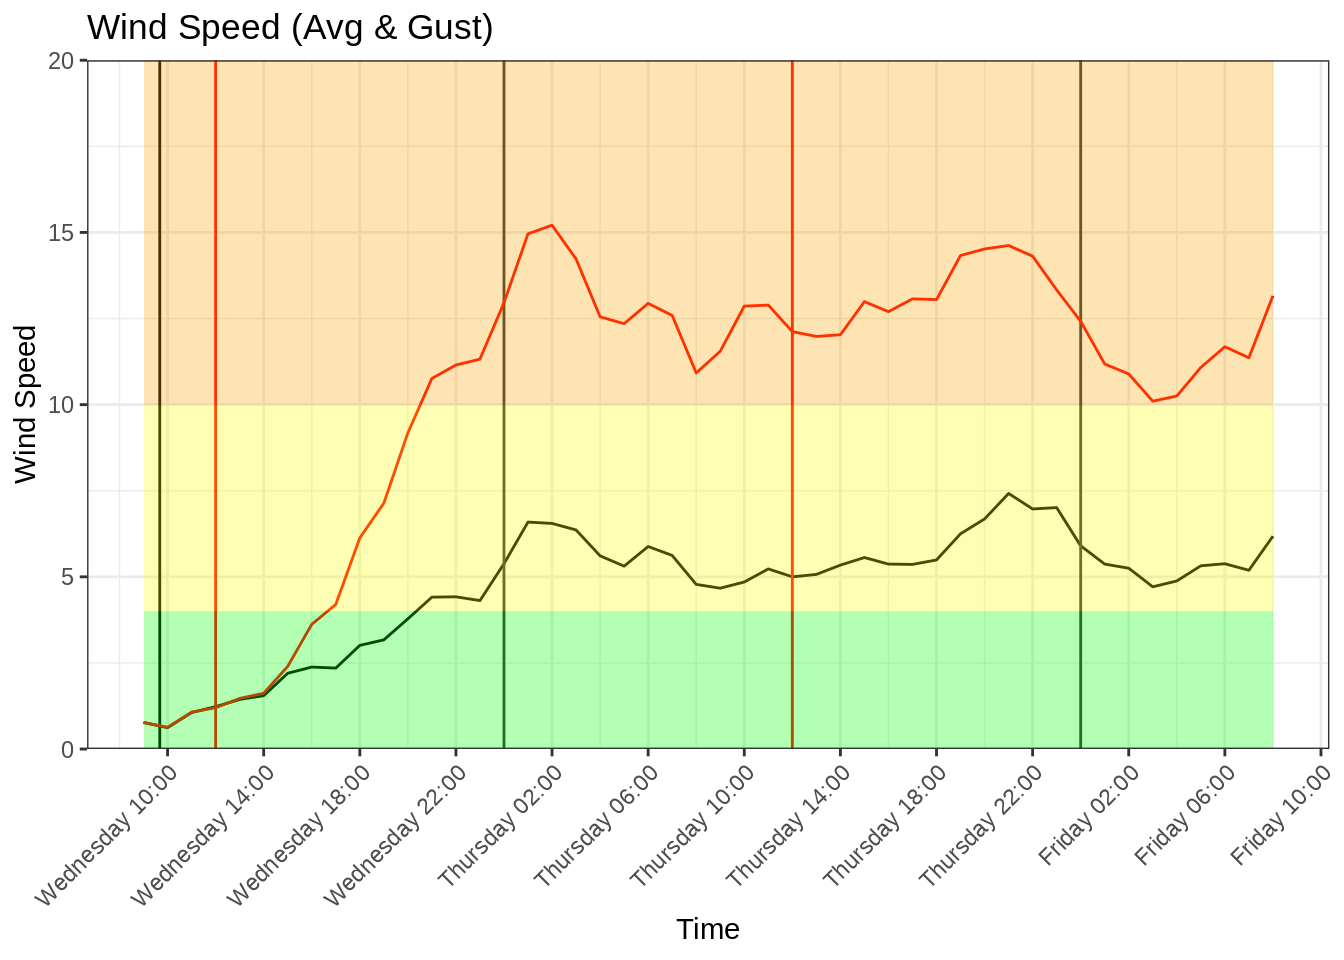 Wind Speed (Avg & Gust)
20
15
10
5
0
Wind Speed
Wednesday 10:00
Wednesday 14:00
Wednesday 18:00
Wednesday 22:00
Thursday 02:00
Thursday 06:00
Thursday 10:00
Thursday 14:00
Thursday 18:00
Thursday 22:00
Friday 02:00
Friday 06:00
Friday 10:00
Time